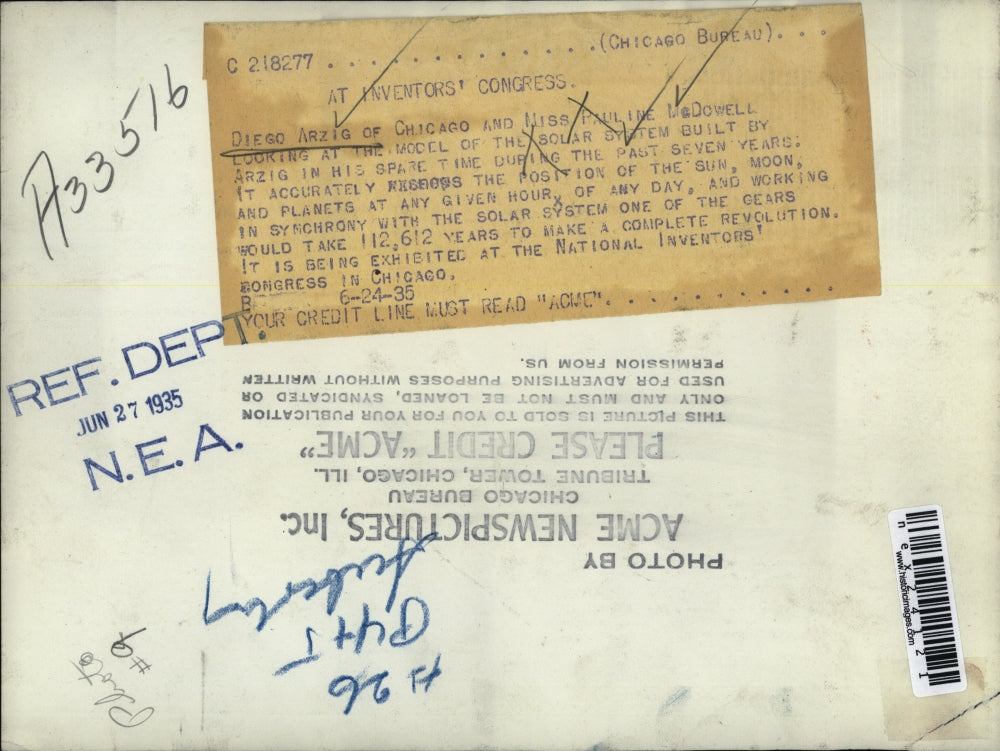 C 218277 . . . . . . . . . . . . . . .(CHICAGO BUREAU). . .
AT INVENTORS' CONGRESS.
DIEGO ARZIG OF CHICAGO AND MISS PAULINE McDOWELL
LOOKING AT THE MODEL OF THE SOLAR SYSTEM BUILT BY
ARZIG IN HIS SPARE TIME DURING THE PAST SEVEN YEARS.
IT ACCURATELY THE POSITION OF THE SUN, MOON,
AND PLANETS AT ANY GIVEN HOUR, OF ANY DAY, AND WORKING
IN SYNCHRONY WITH THE SOLAR SYSTEM ONE OF THE GEARS
WOULD TAKE 112,612 YEARS TO MAKE A COMPLETE REVOLUTION.
IT IS BEING EXHIBITED AT THE NATIONAL INVENTORS'
CONGRESS IN CHICAGO.
B 6-24-35
YOUR CREDIT LINE MUST READ "ACME". . . . . . . . . . .
A33516
REF. DEPT.
JUN 27 1935
N.E.A.
PHOTO BY
ACME NEWSPICTURES, Inc.
CHICAGO BUREAU
TRIBUNE TOWER, CHICAGO, ILL.
PLEASE CREDIT "ACME"
THIS PICTURE IS SOLD TO YOU FOR YOUR PUBLICATION
ONLY AND MUST NOT BE LOANED, SYNDICATED OR
USED FOR ADVERTISING PURPOSES WITHOUT WRITTEN
PERMISSION FROM US.
#26
Photo
#9
nex24121
www.historicimages.com